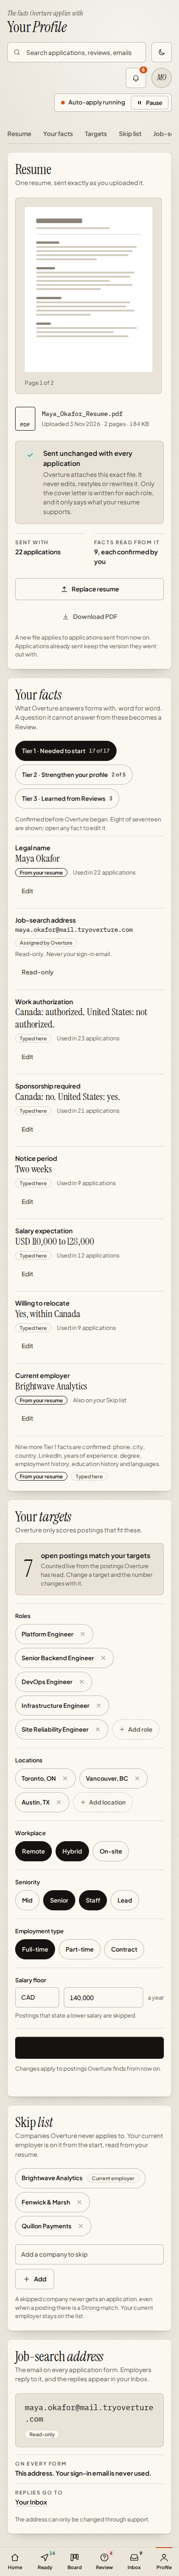 The facts Overture applies with
Your Profile
Search applications, reviews, emails
6
MO
Auto-apply running
Pause
Resume
Your facts
Targets
Skip list
Job-se
Resume
One resume, sent exactly as you uploaded it.
Page 1 of 2
PDF
Maya_Okafor_Resume.pdf
Uploaded 3 Nov 2026 · 2 pages · 184 KB
Sent unchanged with every
application
Overture attaches this exact file. It
never edits, restyles or rewrites it. Only
the cover letter is written for each role,
and it only says what your resume
supports.
SENT WITH
22 applications
FACTS READ FROM IT
9, each confirmed by
you
Replace resume
Download PDF
A new file applies to applications sent from now on.
Applications already sent keep the version they went
out with.
Your facts
What Overture answers forms with, word for word.
A question it cannot answer from these becomes a
Review.
Tier 1 · Needed to start 17 of 17
Tier 2 · Strengthen your profile 2 of 5
Tier 3 · Learned from Reviews 3
Confirmed before Overture began. Eight of seventeen
are shown; open any fact to edit it.
Legal name
Maya Okafor
From your resume
Used in 22 applications
Edit
Job-search address
maya.okafor@mail.tryoverture.com
Assigned by Overture
Read-only. Never your sign-in email.
Read-only
Work authorization
Canada: authorized. United States: not
authorized.
Typed here
Used in 23 applications
Edit
Sponsorship required
Canada: no. United States: yes.
Typed here
Used in 21 applications
Edit
Notice period
Two weeks
Typed here
Used in 9 applications
Edit
Salary expectation
USD 110,000 to 128,000
Typed here
Used in 12 applications
Edit
Willing to relocate
Yes, within Canada
Typed here
Used in 9 applications
Edit
Current employer
Brightwave Analytics
From your resume
Also on your Skip list
Edit
Nine more Tier 1 facts are confirmed: phone, city,
country, LinkedIn, years of experience, degree,
employment history, education history and languages.
From your resume
Typed here
Your targets
Overture only scores postings that fit these.
7
open postings match your targets
Counted live from the postings Overture
has read. Change a target and the number
changes with it.
Roles
Platform Engineer
Senior Backend Engineer
DevOps Engineer
Infrastructure Engineer
Site Reliability Engineer
Add role
Locations
Toronto, ON
Vancouver, BC
Austin, TX
Add location
Workplace
Remote
Hybrid
On-site
Seniority
Mid
Senior
Staff
Lead
Employment type
Full-time
Part-time
Contract
Salary floor
CAD
140,000
a year
Postings that state a lower salary are skipped.
Changes apply to postings Overture finds from now on.
Skip list
Companies Overture never applies to. Your current
employer is on it from the start, read from your
resume.
Brightwave Analytics Current employer
Fenwick & Marsh
Quillon Payments
Add a company to skip
Add
A skipped company never gets an application, even
when a posting there is a Strong match. Your current
employer stays on the list.
Job-search address
The email on every application form. Employers
reply to it, and the replies appear in your Inbox.
maya.okafor@mail.tryoverture
.com
Read-only
ON EVERY FORM
This address. Your sign-in email is never used.
REPLIES GO TO
Your Inbox
The address can only be changed through support.
Home
14
Ready
Board
6
Review
9
Inbox
Profile